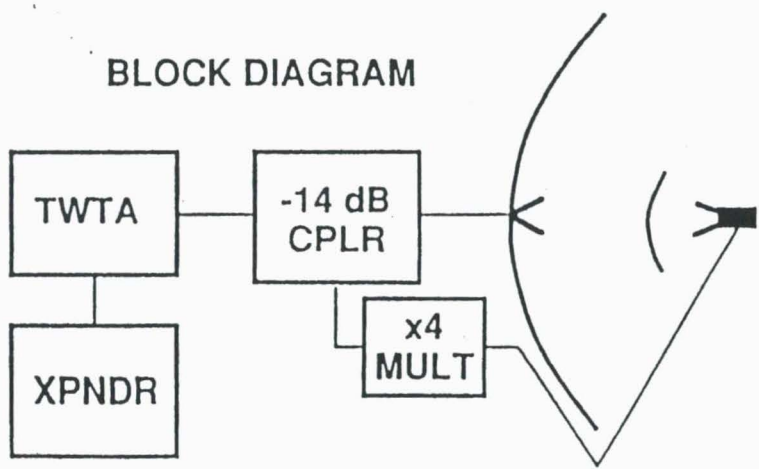 BLOCK DIAGRAM
TWTA
-14 dB
CPLR
x4
MULT
XPNDR